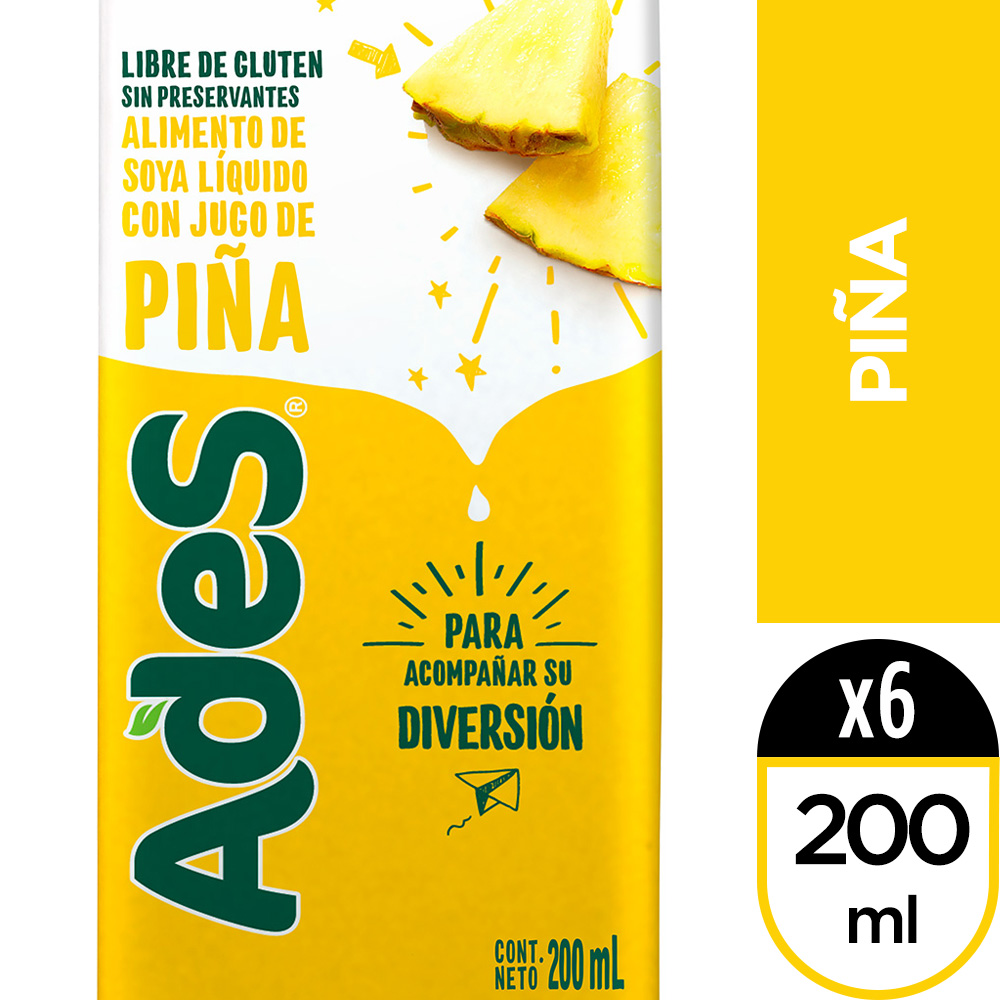 LIBRE DE GLUTEN
SIN PRESERVANTES
ALIMENTO DE
SOYA LÍQUIDO
CON JUGO DE
PIÑA
AdeS®
PARA
ACOMPAÑAR SU
DIVERSIÓN
CONT.
NETO 200 mL
PIÑA
x6
200
ml